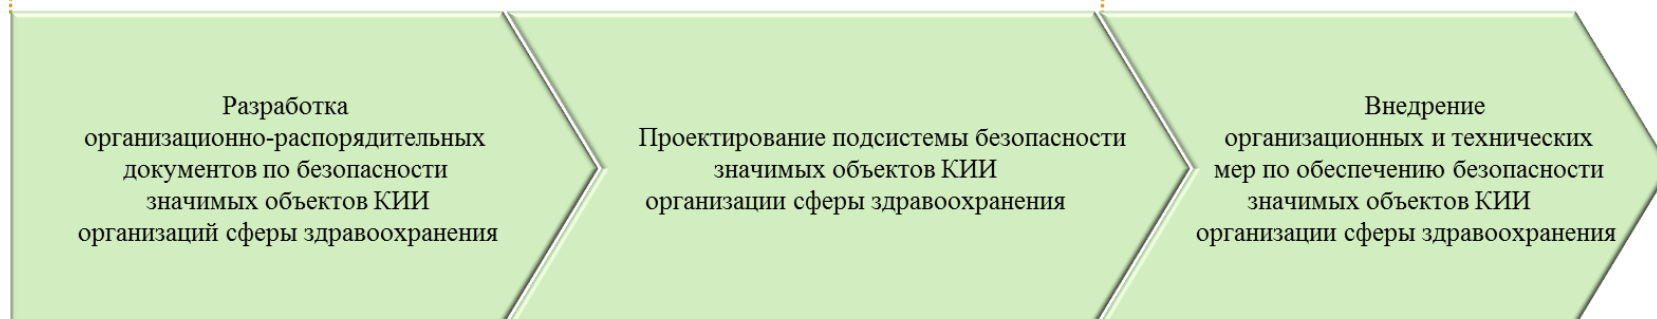 Разработка
организационно-распорядительных
документов по безопасности
значимых объектов КИИ
организаций сферы здравоохранения
Проектирование подсистемы безопасности
значимых объектов КИИ
организации сферы здравоохранения
Внедрение
организационных и технических
мер по обеспечению безопасности
значимых объектов КИИ
организации сферы здравоохранения